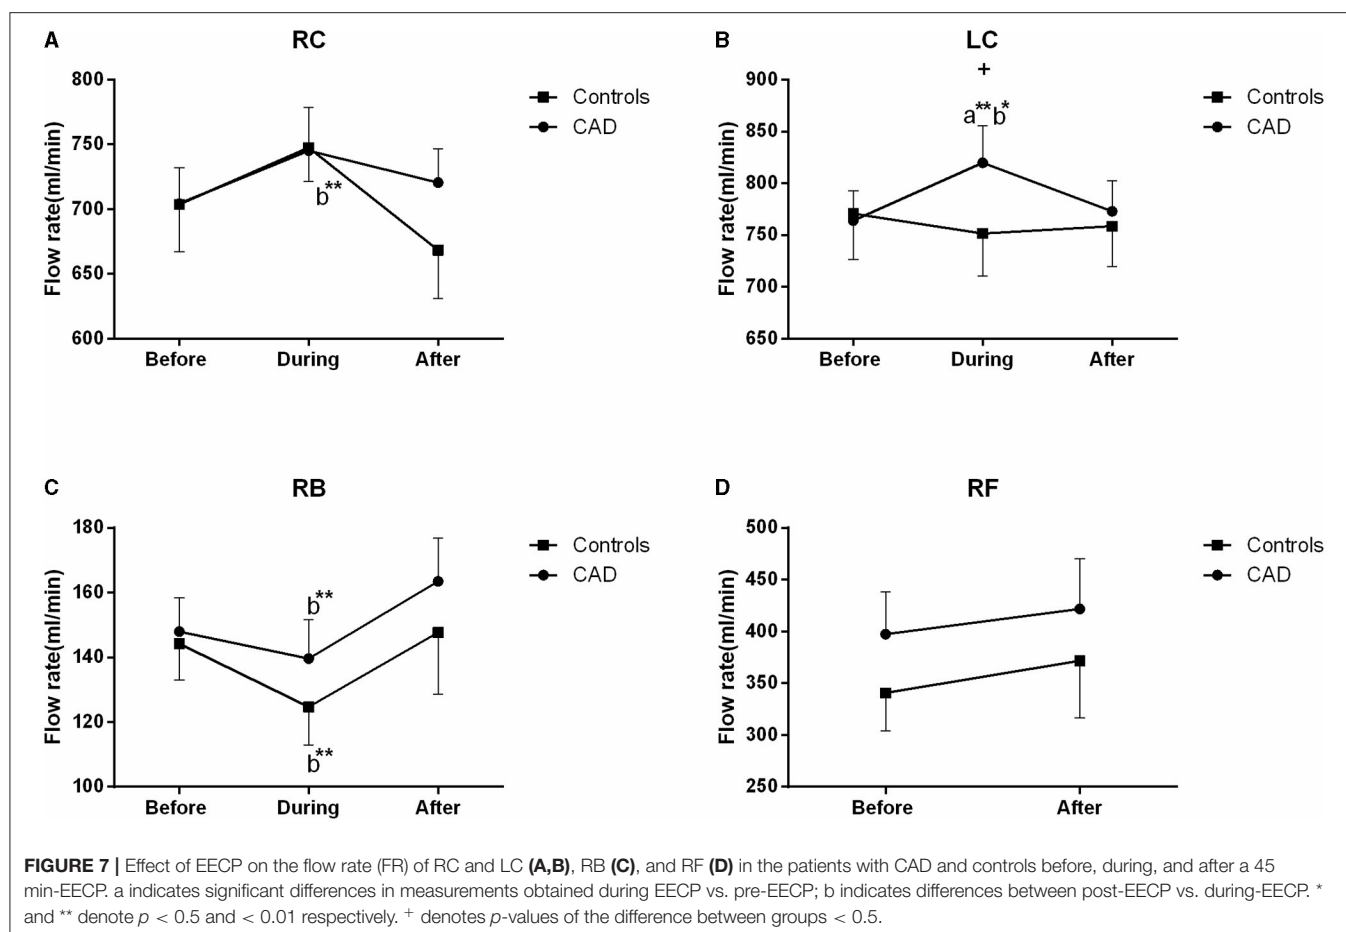 A
RC
800
750
700
650
600
Flow rate(ml/min)
Before During After
Controls
CAD
b**
B
LC
+
a**b*
900
850
800
750
700
650
Flow rate(ml/min)
Before During After
Controls
CAD
C
RB
180
160
140
120
100
Flow rate(ml/min)
Before During After
Controls
CAD
b**
b**
D
RF
500
450
400
350
300
250
Flow rate(ml/min)
Before After
Controls
CAD
FIGURE 7 | Effect of EECP on the flow rate (FR) of RC and LC (A,B), RB (C), and RF (D) in the patients with CAD and controls before, during, and after a 45
min-EECP. a indicates significant differences in measurements obtained during EECP vs. pre-EECP; b indicates differences between post-EECP vs. during-EECP. *
and ** denote p < 0.5 and < 0.01 respectively. + denotes p-values of the difference between groups < 0.5.